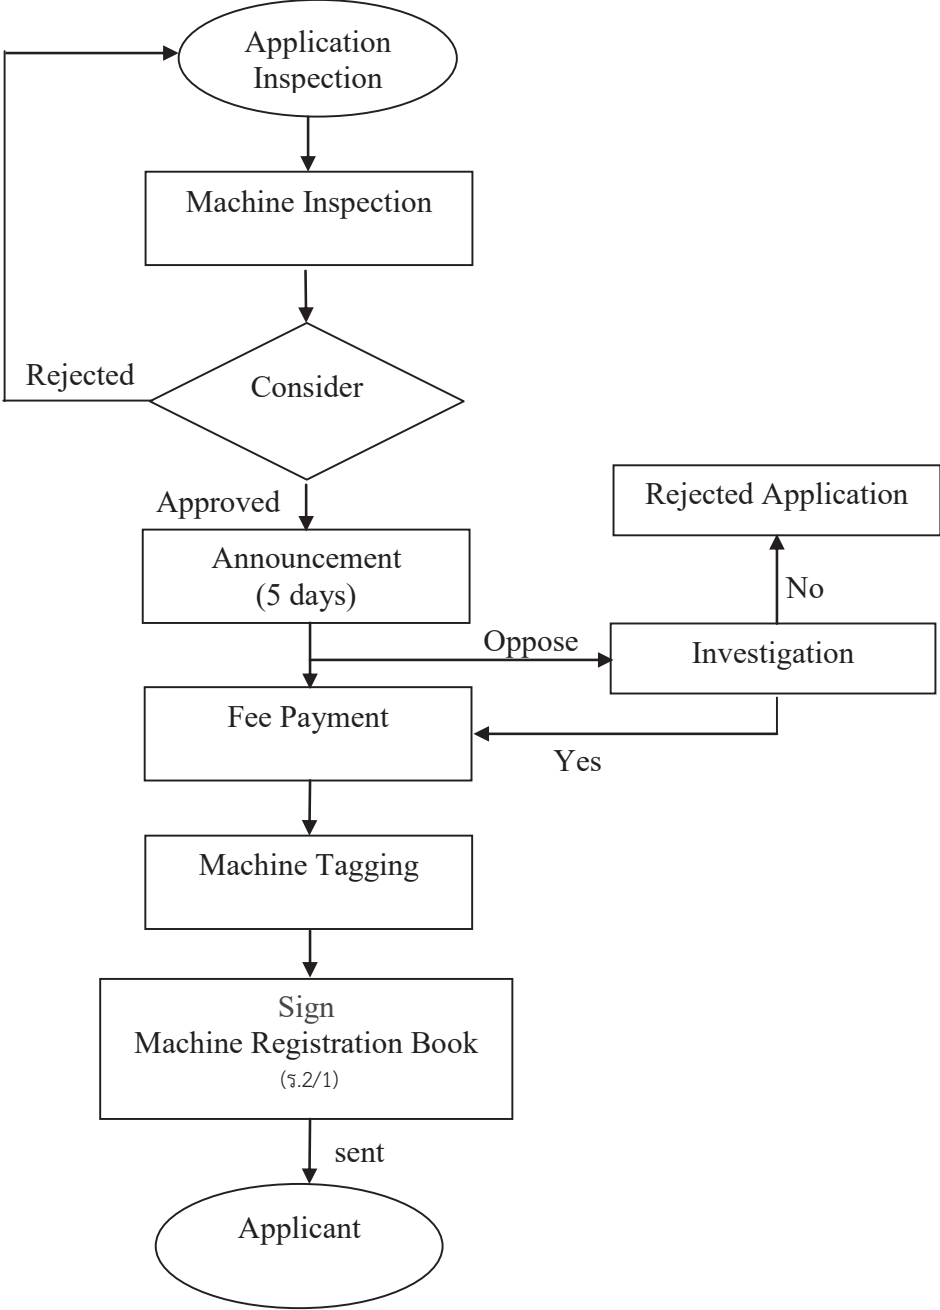 Application
Inspection
Machine Inspection
Consider
Rejected
Approved
Announcement
(5 days)
Rejected Application
No
Oppose
Investigation
Fee Payment
Yes
Machine Tagging
Sign
Machine Registration Book
(ร.2/1)
sent
Applicant